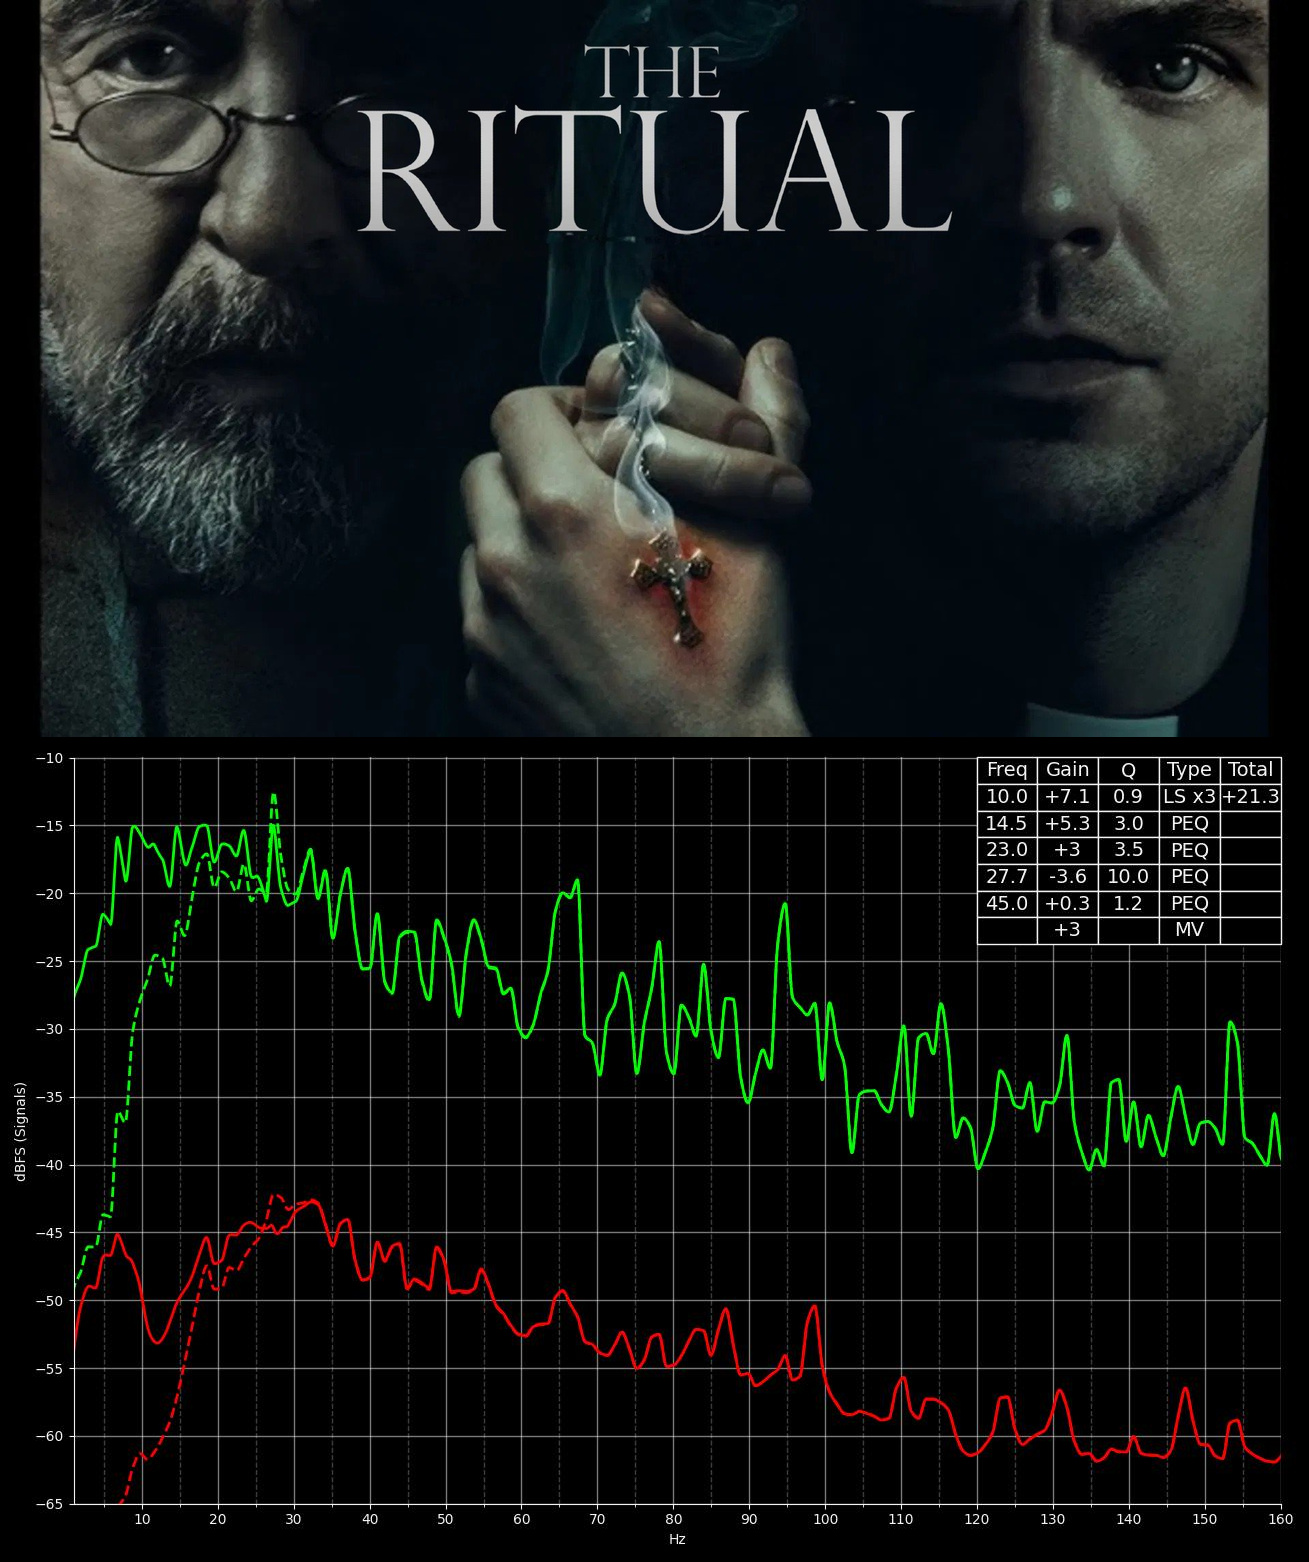 THE
RITUAL
Freq Gain Q Type Total
10.0 +7.1 0.9 LS x3 +21.3
14.5 +5.3 3.0 PEQ
23.0 +3 3.5 PEQ
27.7 -3.6 10.0 PEQ
45.0 +0.3 1.2 PEQ
+3 MV
−10
−15
−20
−25
−30
−35
−40
−45
−50
−55
−60
−65
dBFS (Signals)
10 20 30 40 50 60 70 80 90 100 110 120 130 140 150 160
Hz